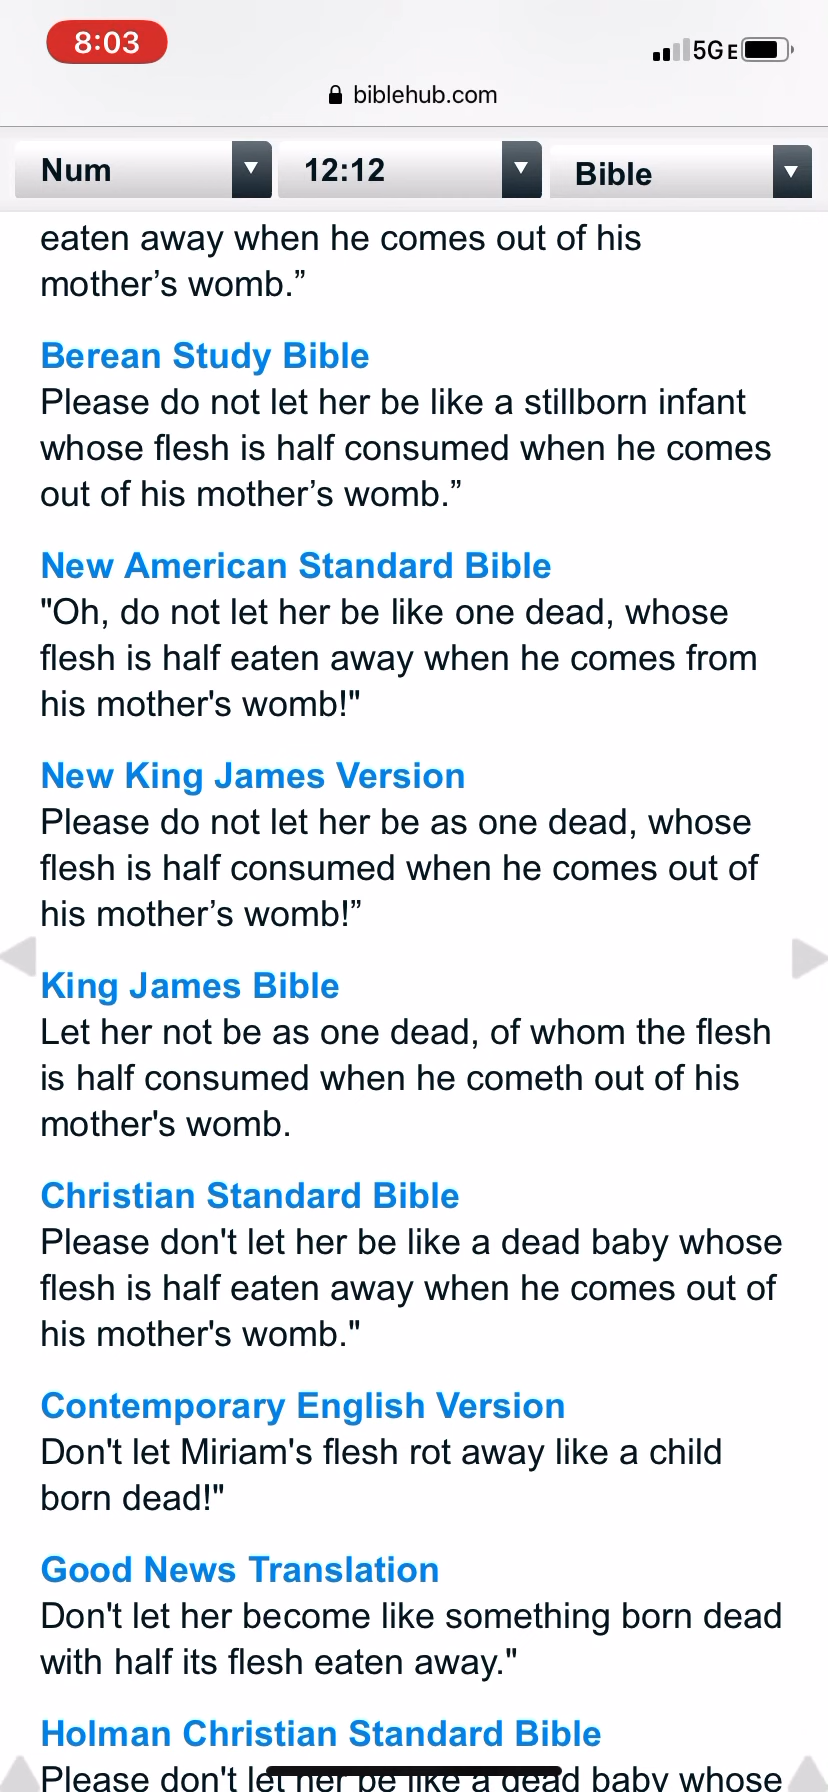 8:03
5GE
biblehub.com
Num
12:12
Bible
eaten away when he comes out of his
mother’s womb.”
Berean Study Bible
Please do not let her be like a stillborn infant
whose flesh is half consumed when he comes
out of his mother’s womb.”
New American Standard Bible
"Oh, do not let her be like one dead, whose
flesh is half eaten away when he comes from
his mother's womb!"
New King James Version
Please do not let her be as one dead, whose
flesh is half consumed when he comes out of
his mother’s womb!”
King James Bible
Let her not be as one dead, of whom the flesh
is half consumed when he cometh out of his
mother's womb.
Christian Standard Bible
Please don't let her be like a dead baby whose
flesh is half eaten away when he comes out of
his mother's womb."
Contemporary English Version
Don't let Miriam's flesh rot away like a child
born dead!"
Good News Translation
Don't let her become like something born dead
with half its flesh eaten away."
Holman Christian Standard Bible
Please don't let her be like a dead baby whose